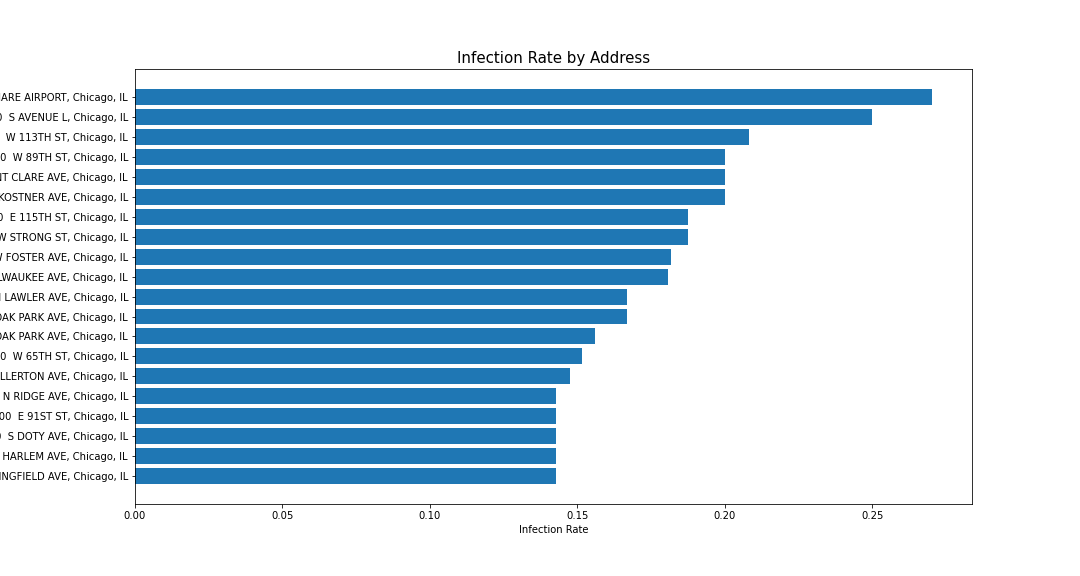 Infection Rate by Address
AIRPORT, Chicago, IL
S AVENUE L, Chicago, IL
W 113TH ST, Chicago, IL
W 89TH ST, Chicago, IL
CLARE AVE, Chicago, IL
KOSTNER AVE, Chicago, IL
E 115TH ST, Chicago, IL
W STRONG ST, Chicago, IL
FOSTER AVE, Chicago, IL
AVE, Chicago, IL
LAWLER AVE, Chicago, IL
OAK PARK AVE, Chicago, IL
OAK PARK AVE, Chicago, IL
W 65TH ST, Chicago, IL
AVE, Chicago, IL
N RIDGE AVE, Chicago, IL
E 91ST ST, Chicago, IL
S DOTY AVE, Chicago, IL
HARLEM AVE, Chicago, IL
AVE, Chicago, IL
0.00 0.05 0.10 0.15 0.20 0.25
Infection Rate